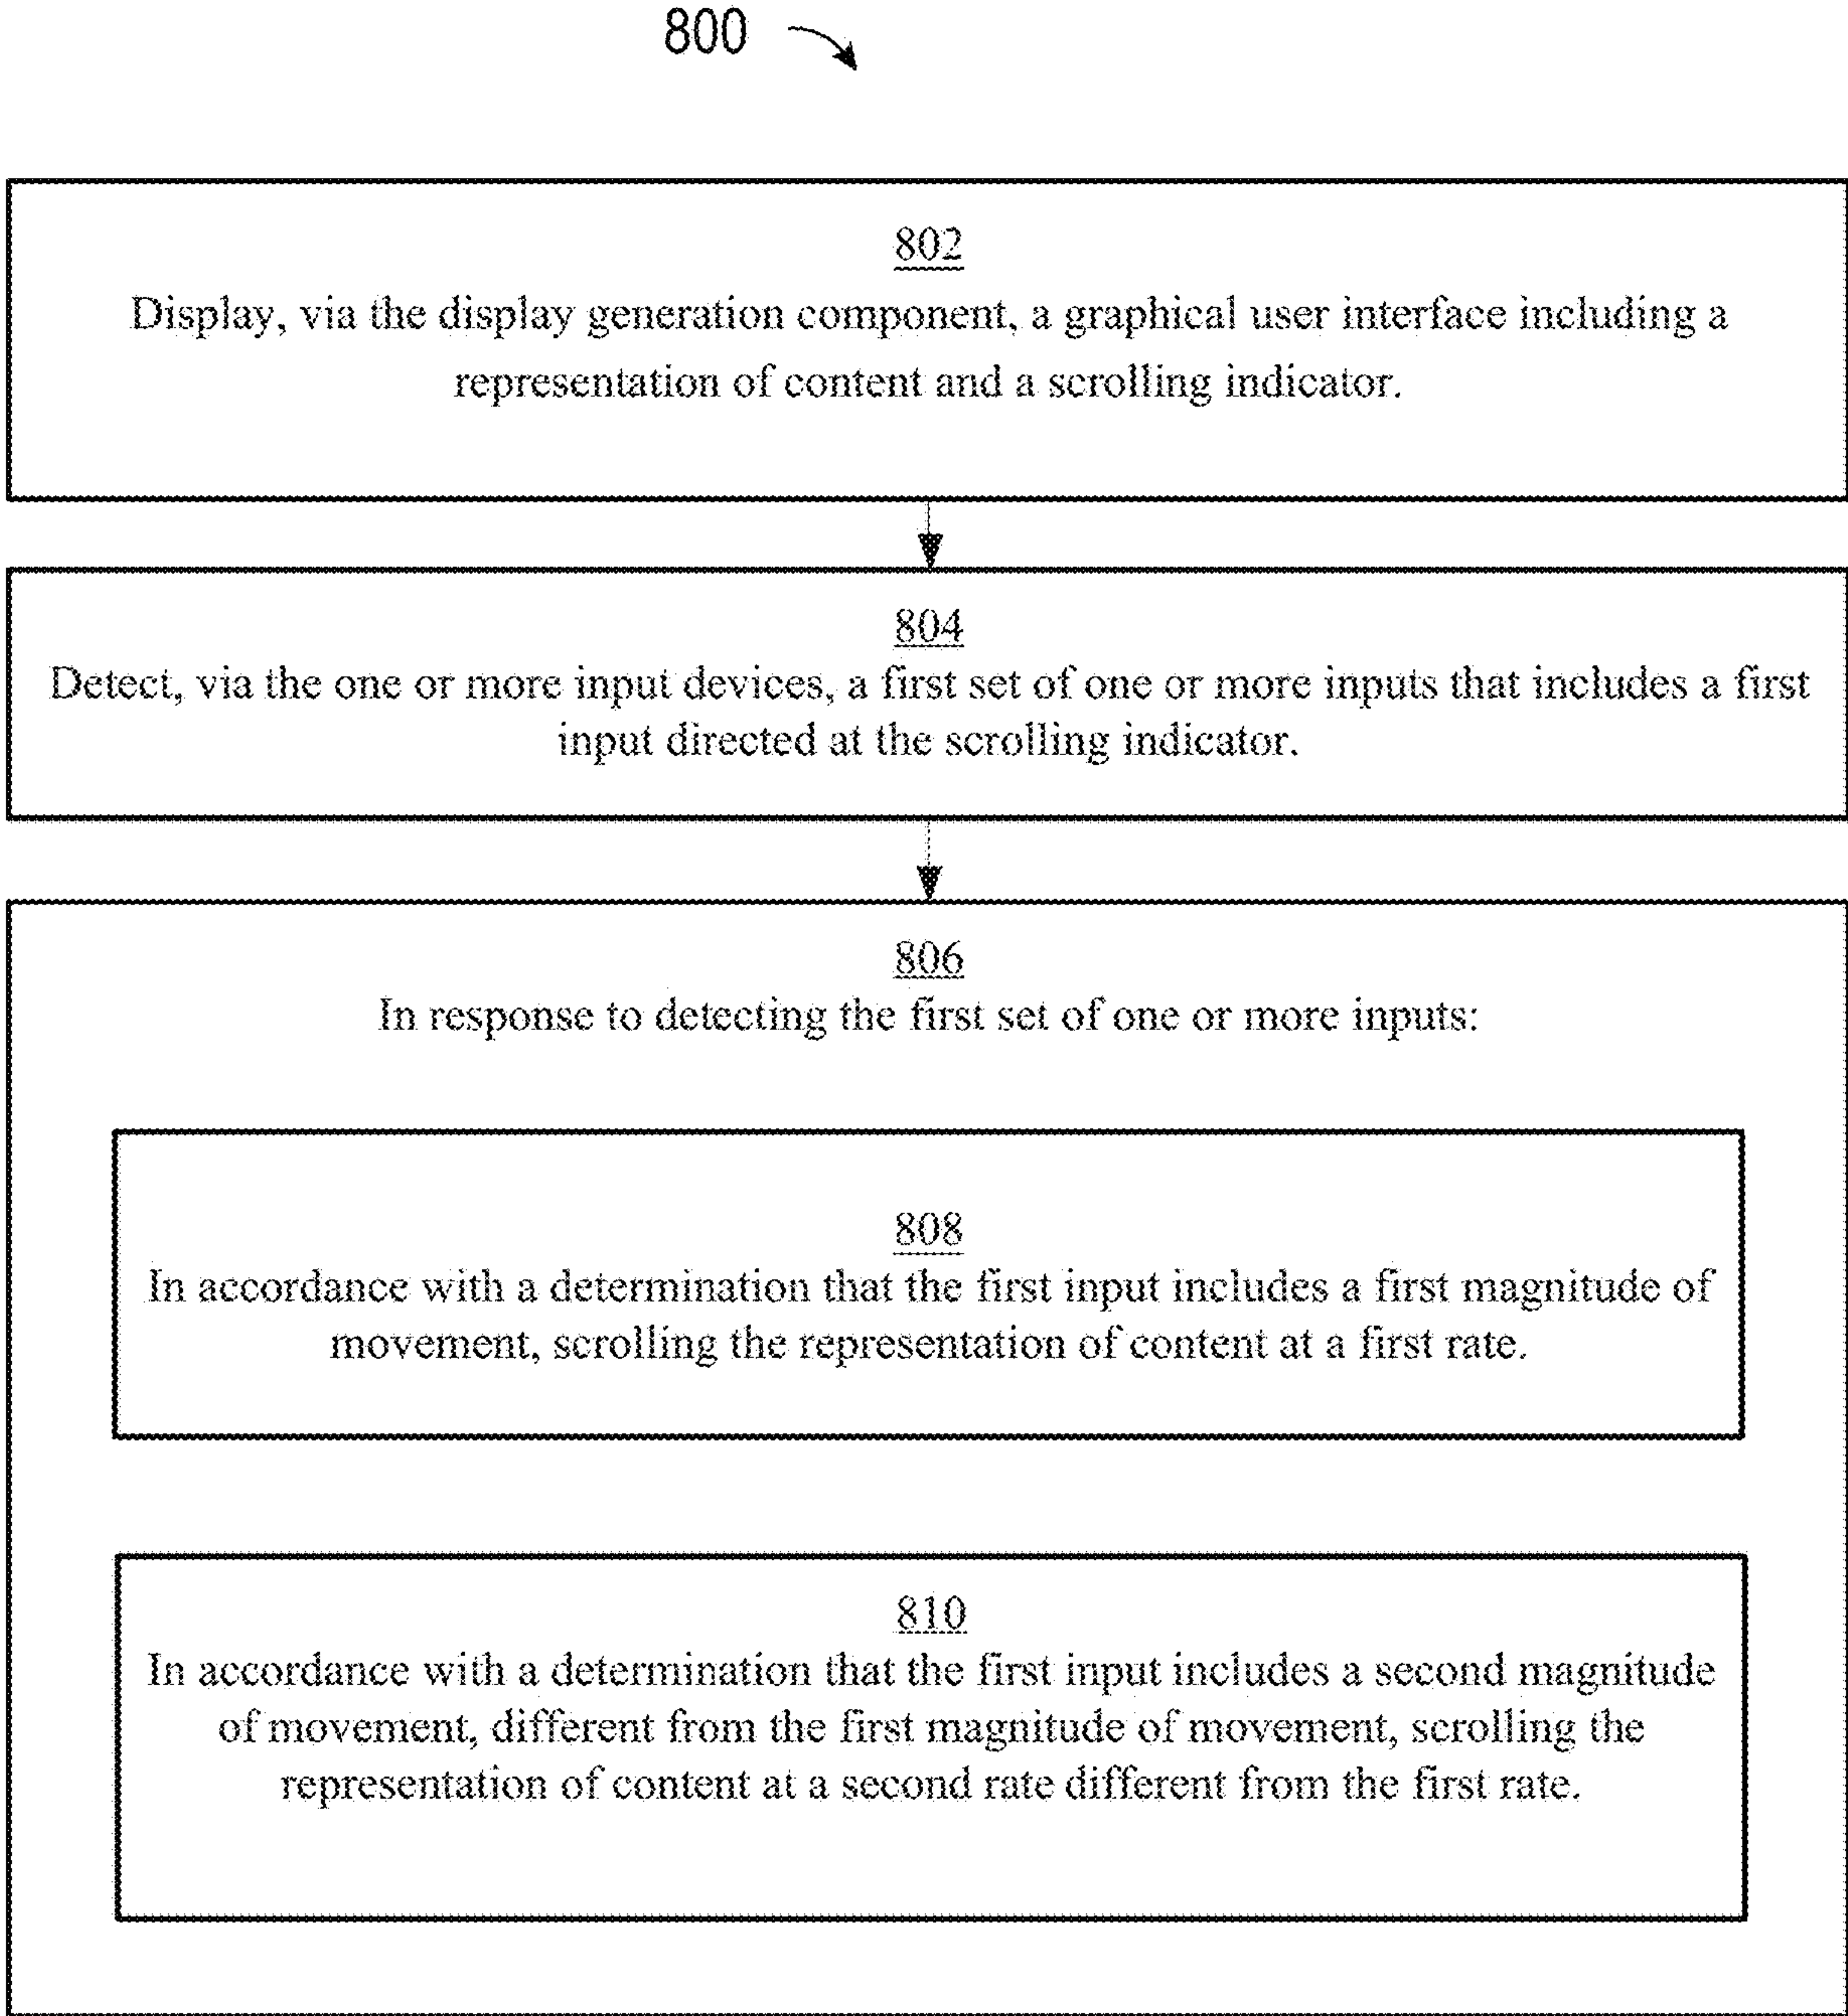 800
802
Display, via the display generation component, a graphical user interface including a
representation of content and a scrolling indicator.
804
Detect, via the one or more input devices, a first set of one or more inputs that includes a first
input directed at the scrolling indicator.
806
In response to detecting the first set of one or more inputs:
808
In accordance with a determination that the first input includes a first magnitude of
movement, scrolling the representation of content at a first rate.
810
In accordance with a determination that the first input includes a second magnitude
of movement, different from the first magnitude of movement, scrolling the
representation of content at a second rate different from the first rate.